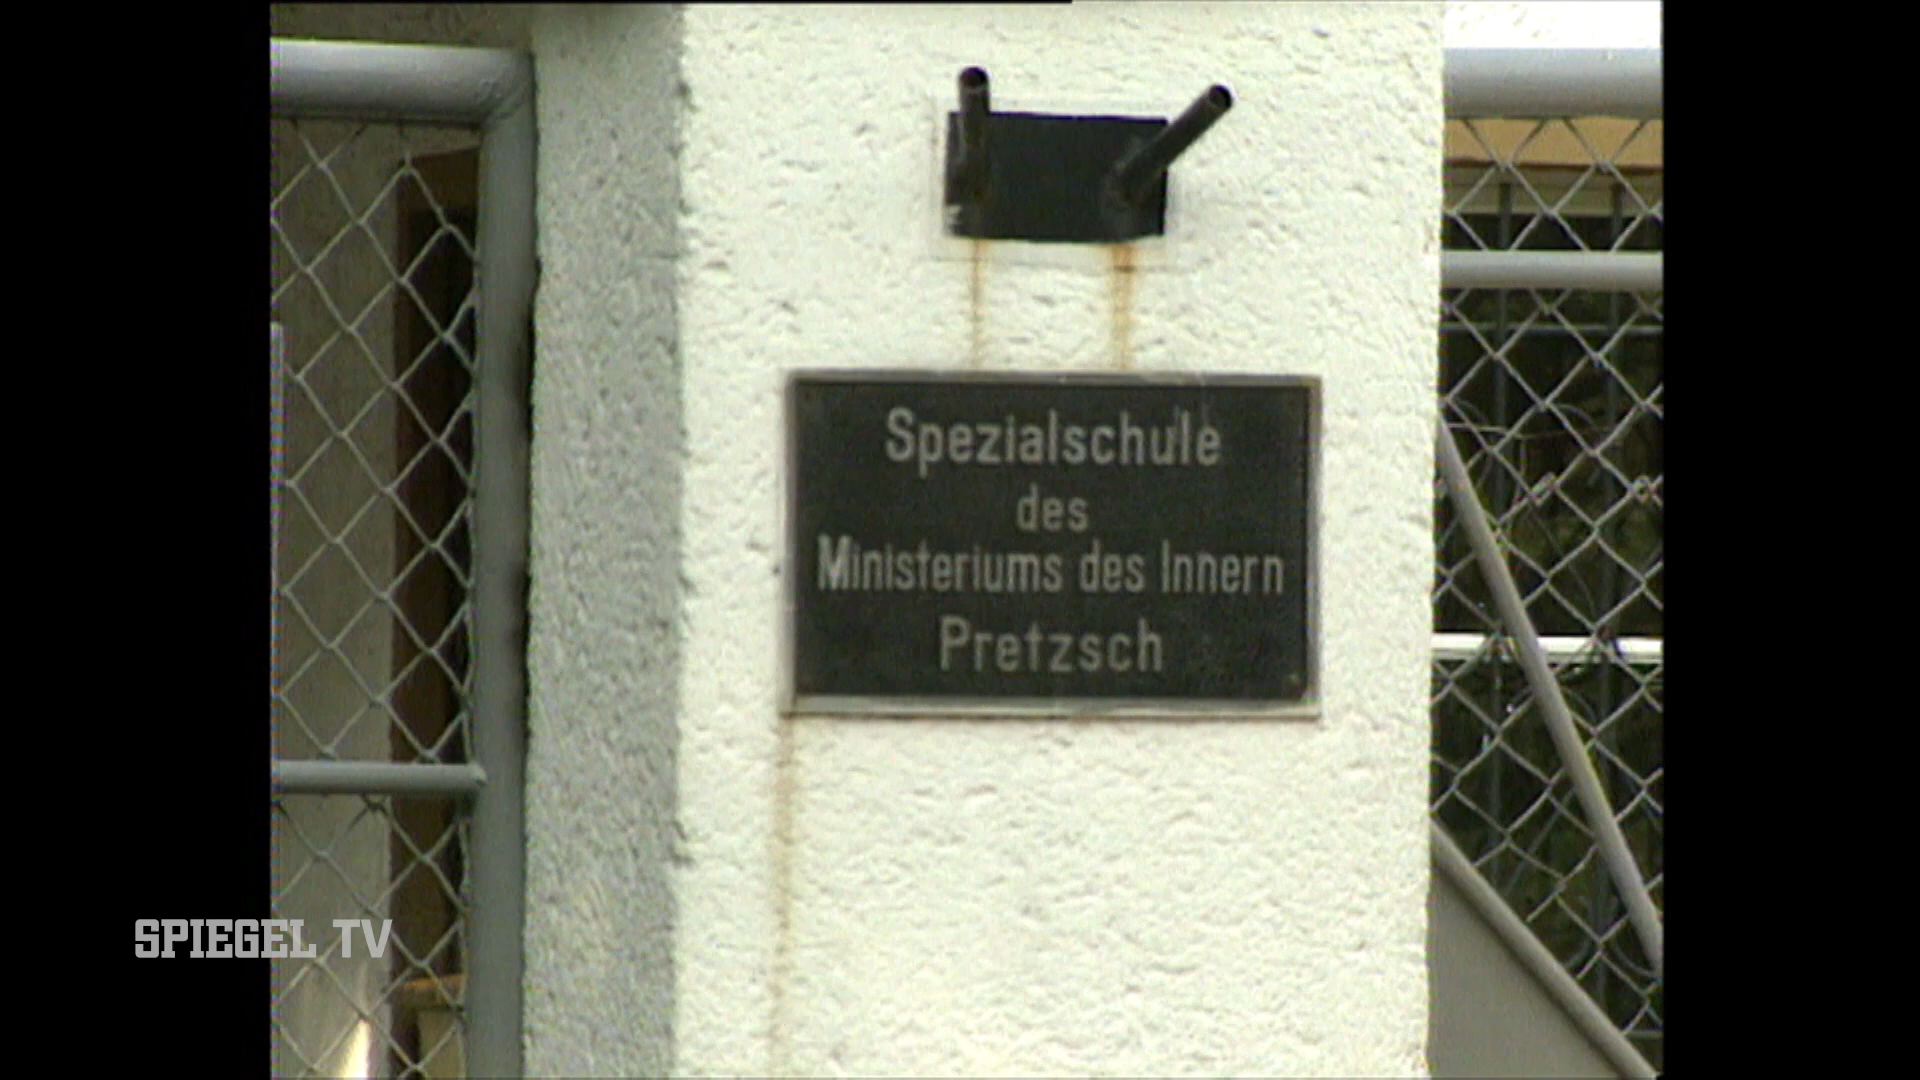 Spezialschule
des
Ministeriums des Innern
Pretzsch
SPIEGEL TV